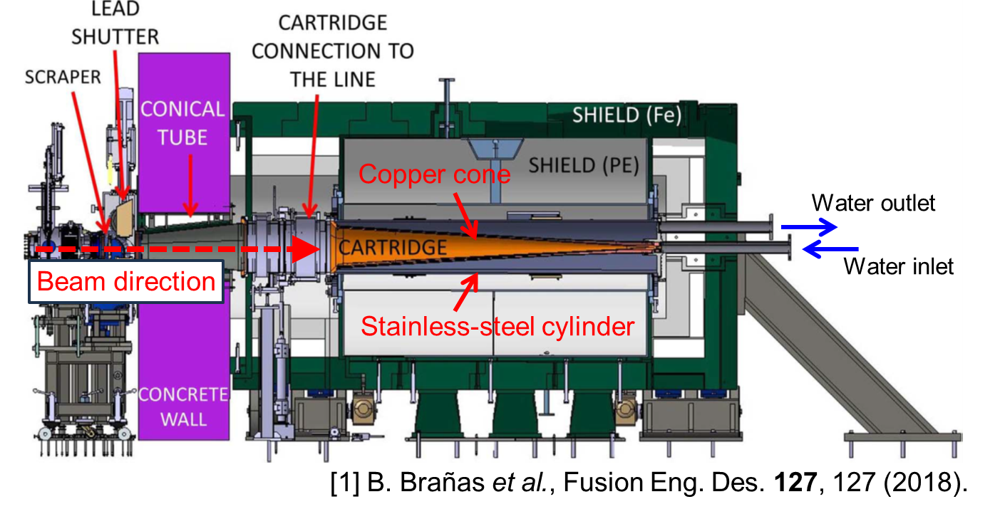 LEAD
SHUTTER
SCRAPER
CARTRIDGE
CONNECTION TO
THE LINE
CONICAL
TUBE
SHIELD (Fe)
SHIELD (PE)
Copper cone
CARTRIDGE
Water outlet
Water inlet
Beam direction
Stainless-steel cylinder
CONCRETE
WALL
[1] B. Brañas et al., Fusion Eng. Des. 127, 127 (2018).